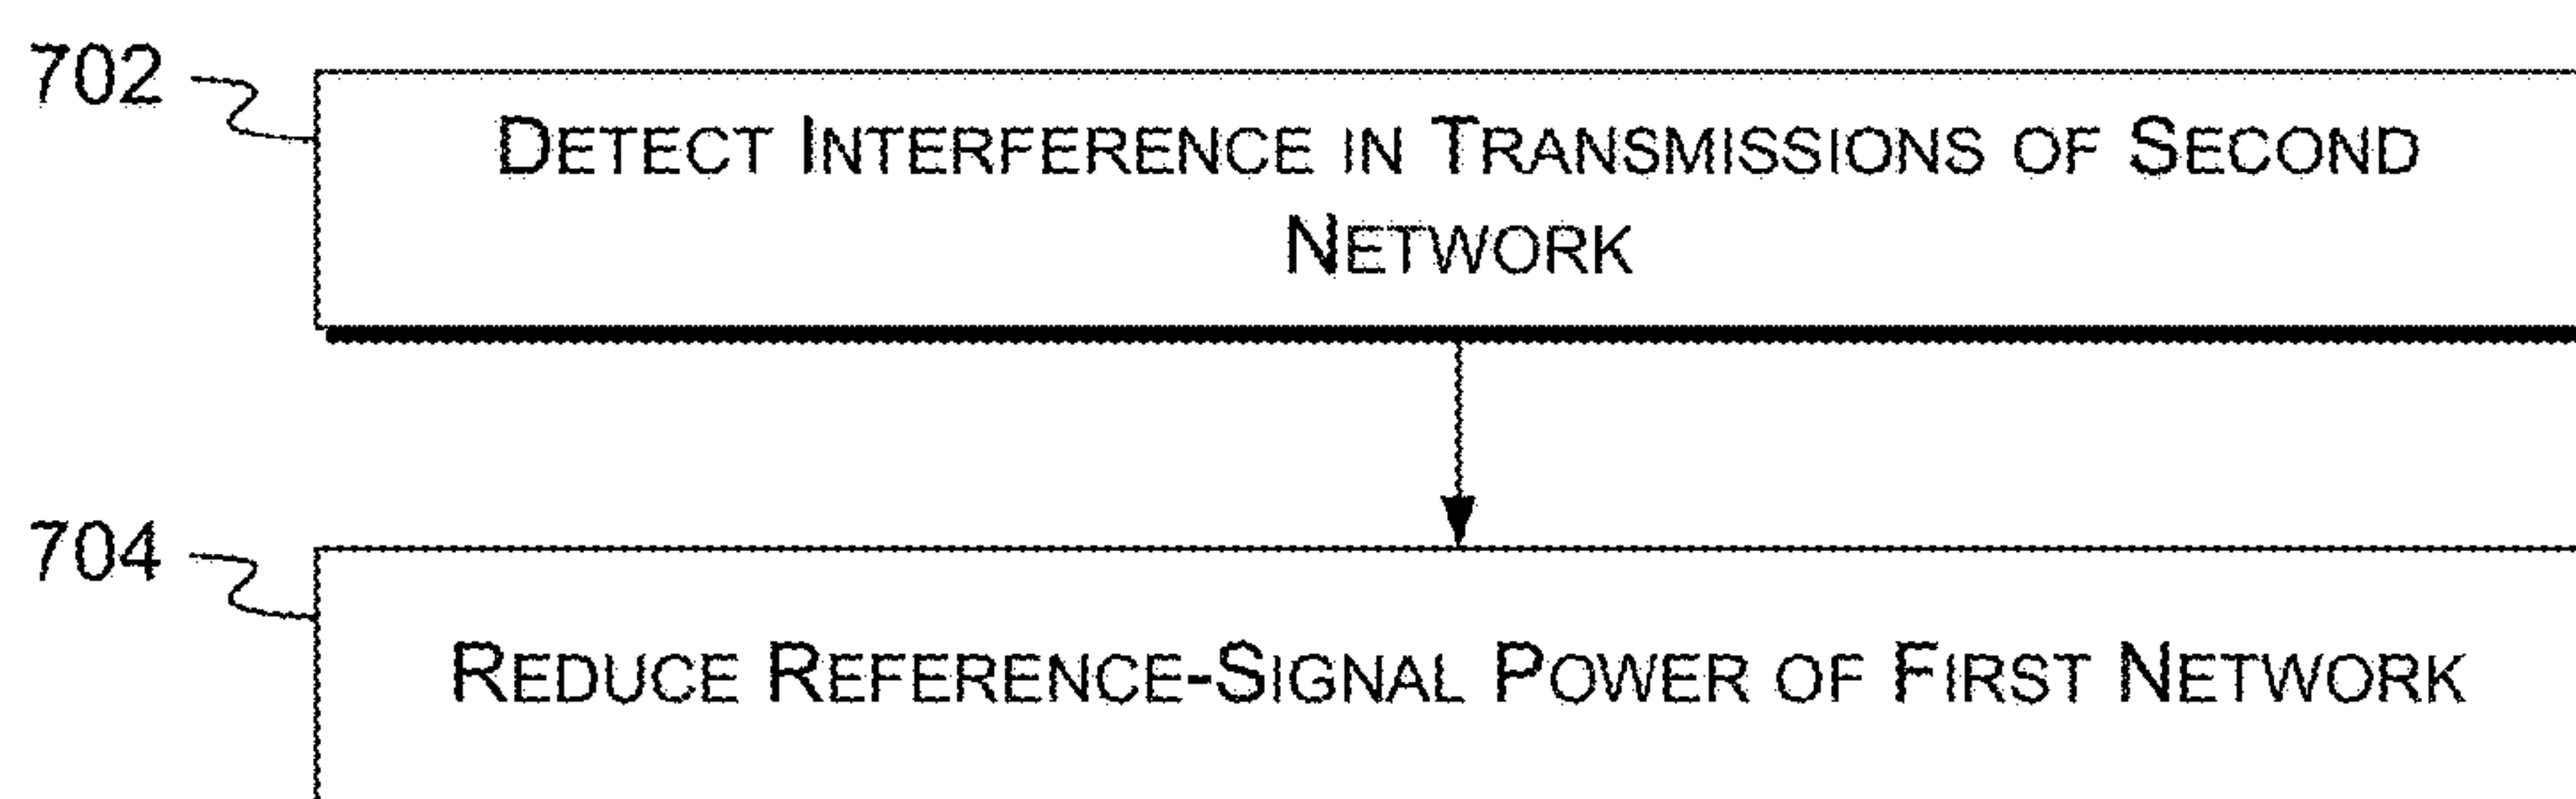 702
DETECT INTERFERENCE IN TRANSMISSIONS OF SECOND
NETWORK
704
REDUCE REFERENCE-SIGNAL POWER OF FIRST NETWORK